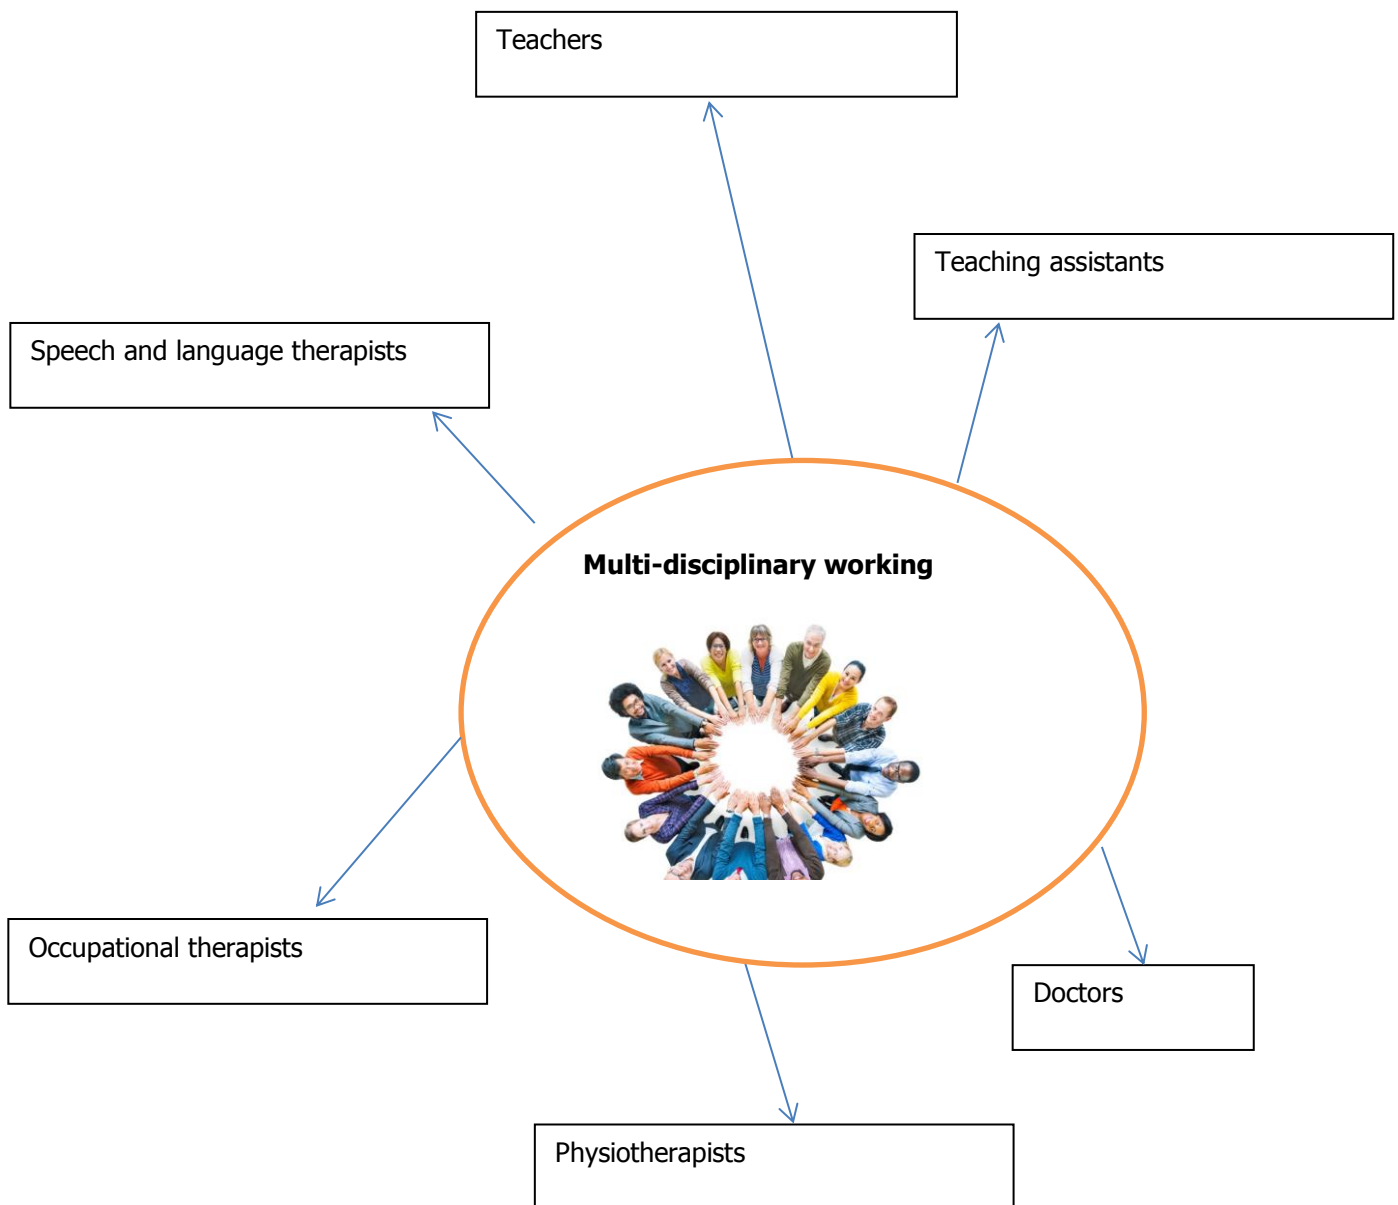 Teachers
Teaching assistants
Speech and language therapists
Multi-disciplinary working
Occupational therapists
Doctors
Physiotherapists